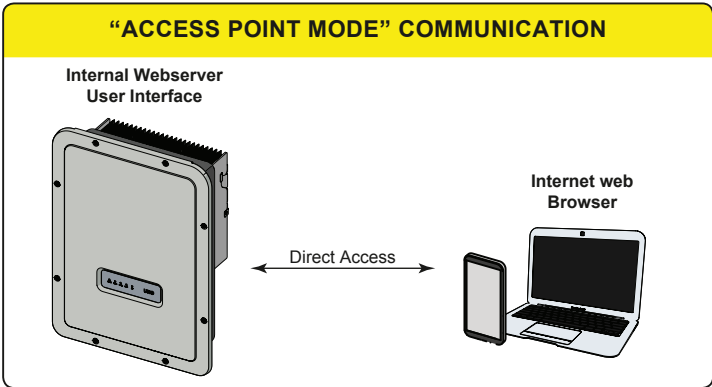 “ACCESS POINT MODE” COMMUNICATION
Internal Webserver
User Interface
Internet web
Browser
Direct Access